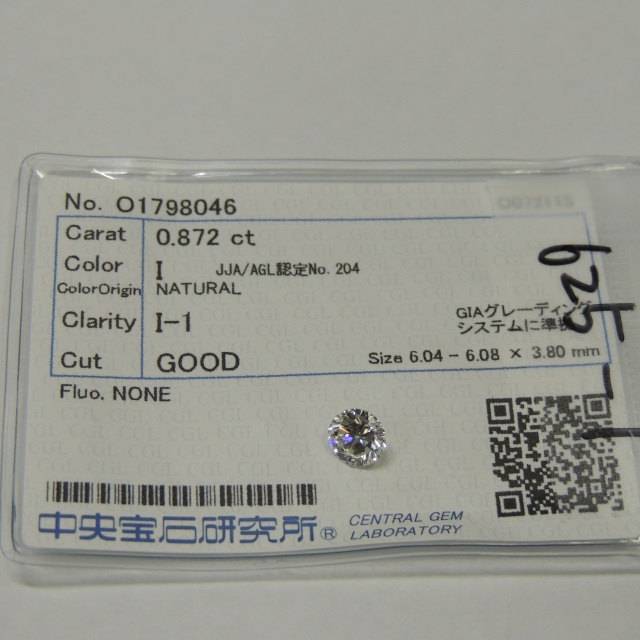 No. O1798046
O072115
Carat 0.872 ct
Color I JJA/AGL認定No. 204
ColorOrigin NATURAL
Clarity I-1
GIAグレーディング
システムに準拠
Cut GOOD Size 6.04 - 6.08 × 3.80 mm
Fluo. NONE
625-1
中央宝石研究所® CENTRAL GEM
LABORATORY